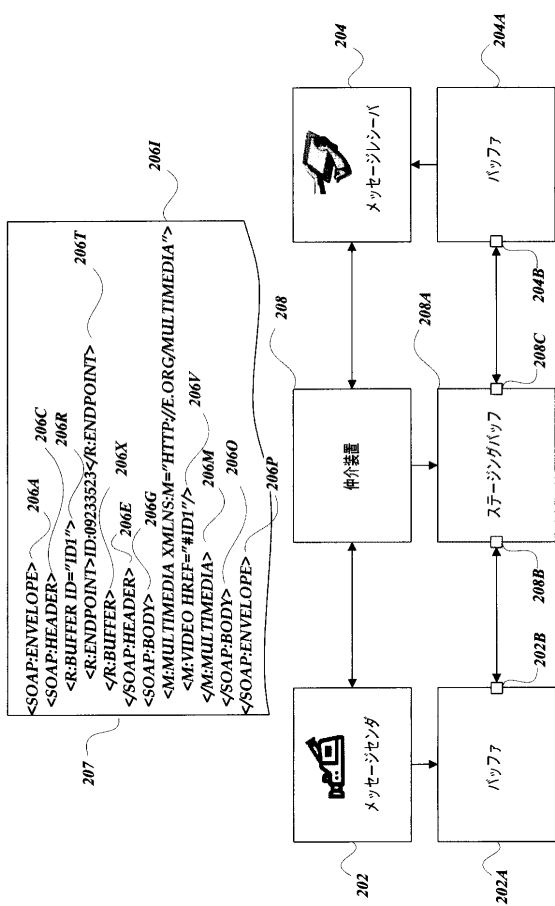 207
<SOAP:ENVELOPE> 206A
<SOAP:HEADER> 206C
<R:BUFFER ID="ID1"> 206R
<R:ENDPOINT>ID:09233523</R:ENDPOINT> 206T
</R:BUFFER> 206X
</SOAP:HEADER> 206E
<SOAP:BODY> 206G
<M:MULTIMEDIA XMLNS:M="HTTP://E.ORG/MULTIMEDIA"> 206I
<M:VIDEO HREF="#ID1"/> 206V
</M:MULTIMEDIA> 206M
</SOAP:BODY> 206O
</SOAP:ENVELOPE> 206P
202
メッセージセンダ
208
仲介装置
204
メッセージレシーバ
202A
バッファ
202B
208B
208A
ステージングバッフ
208C
204B
204A
バッファ